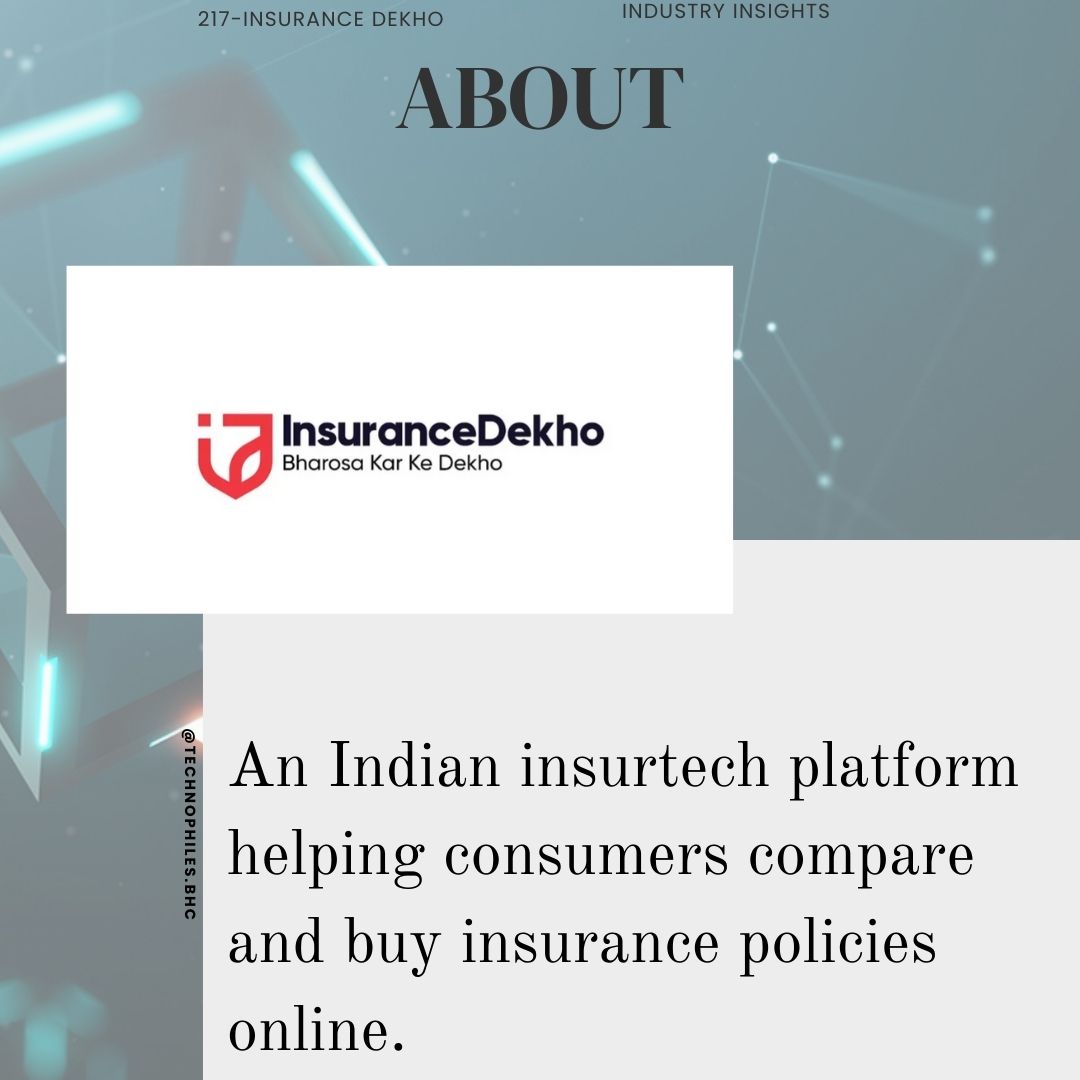 217-INSURANCE DEKHO
INDUSTRY INSIGHTS
ABOUT
InsuranceDekho
Bharosa Kar Ke Dekho
@TECHNOPHILES.BHC
An Indian insurtech platform
helping consumers compare
and buy insurance policies
online.